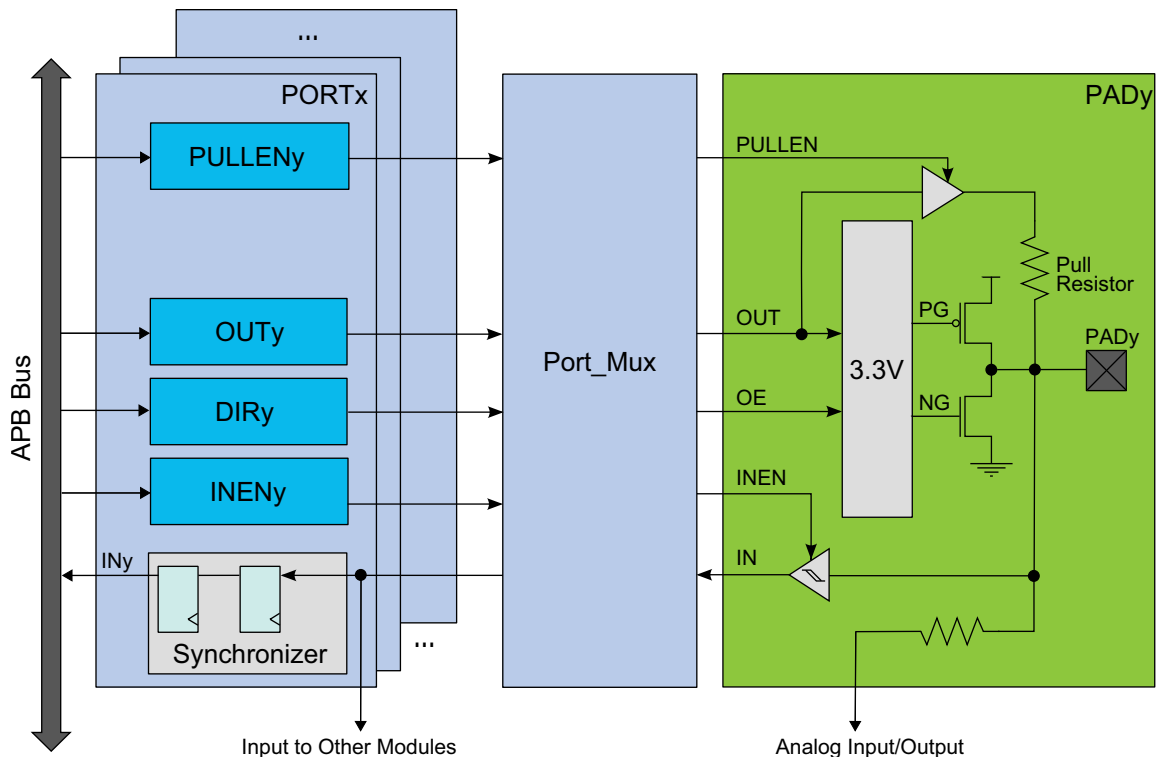 ...
PORTx
PADy
PULLENy
PULLEN
Pull
Resistor
OUTy
OUT
PG
PADy
Port_Mux
3.3V
APB Bus
DIRy
OE
NG
INENy
INEN
INy
IN
Synchronizer
...
Input to Other Modules
Analog Input/Output